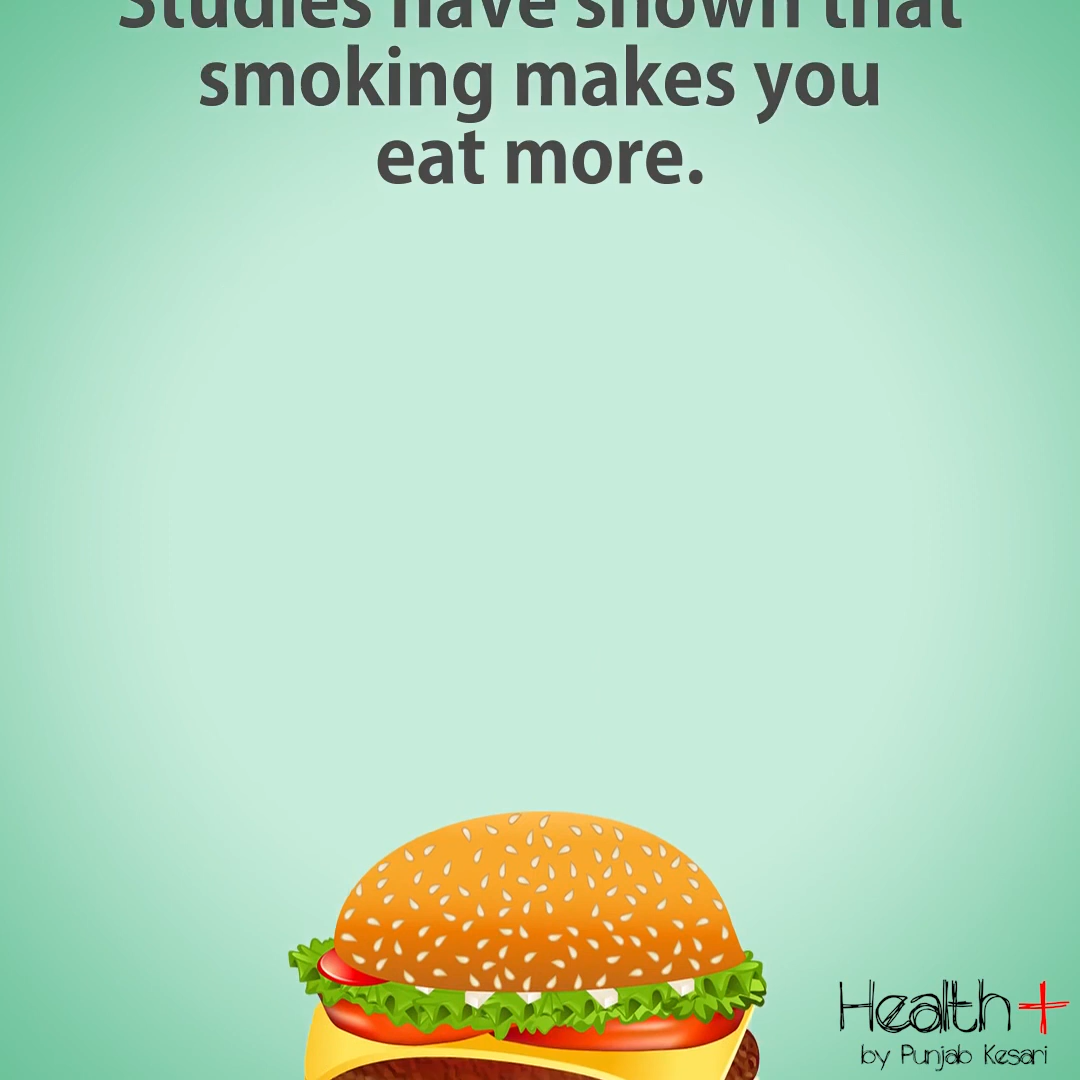 Studies have shown that
smoking makes you
eat more.
Health+
by Punjab Kesari